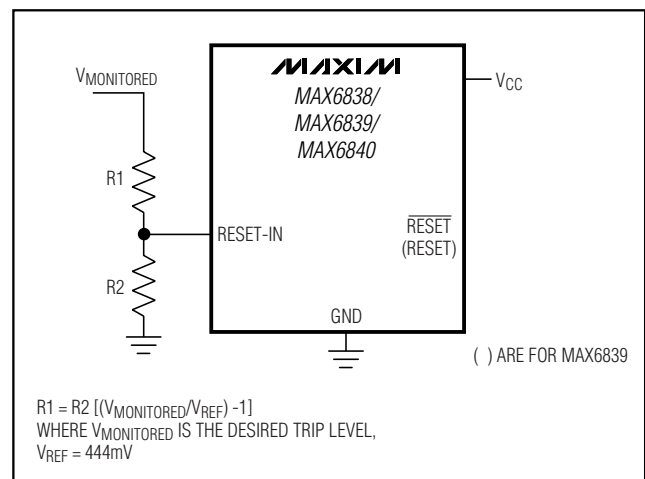 MAXIM
VMONITORED
VCC
MAX6838/
MAX6839/
MAX6840
R1
RESET-IN
RESET
(RESET)
R2
GND
( ) ARE FOR MAX6839
R1 = R2 [(VMONITORED/VREF) -1]
WHERE VMONITORED IS THE DESIRED TRIP LEVEL,
VREF = 444mV